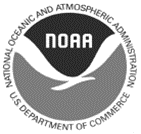 NATIONAL OCEANIC AND ATMOSPHERIC ADMINISTRATION
NOAA
U.S. DEPARTMENT OF COMMERCE